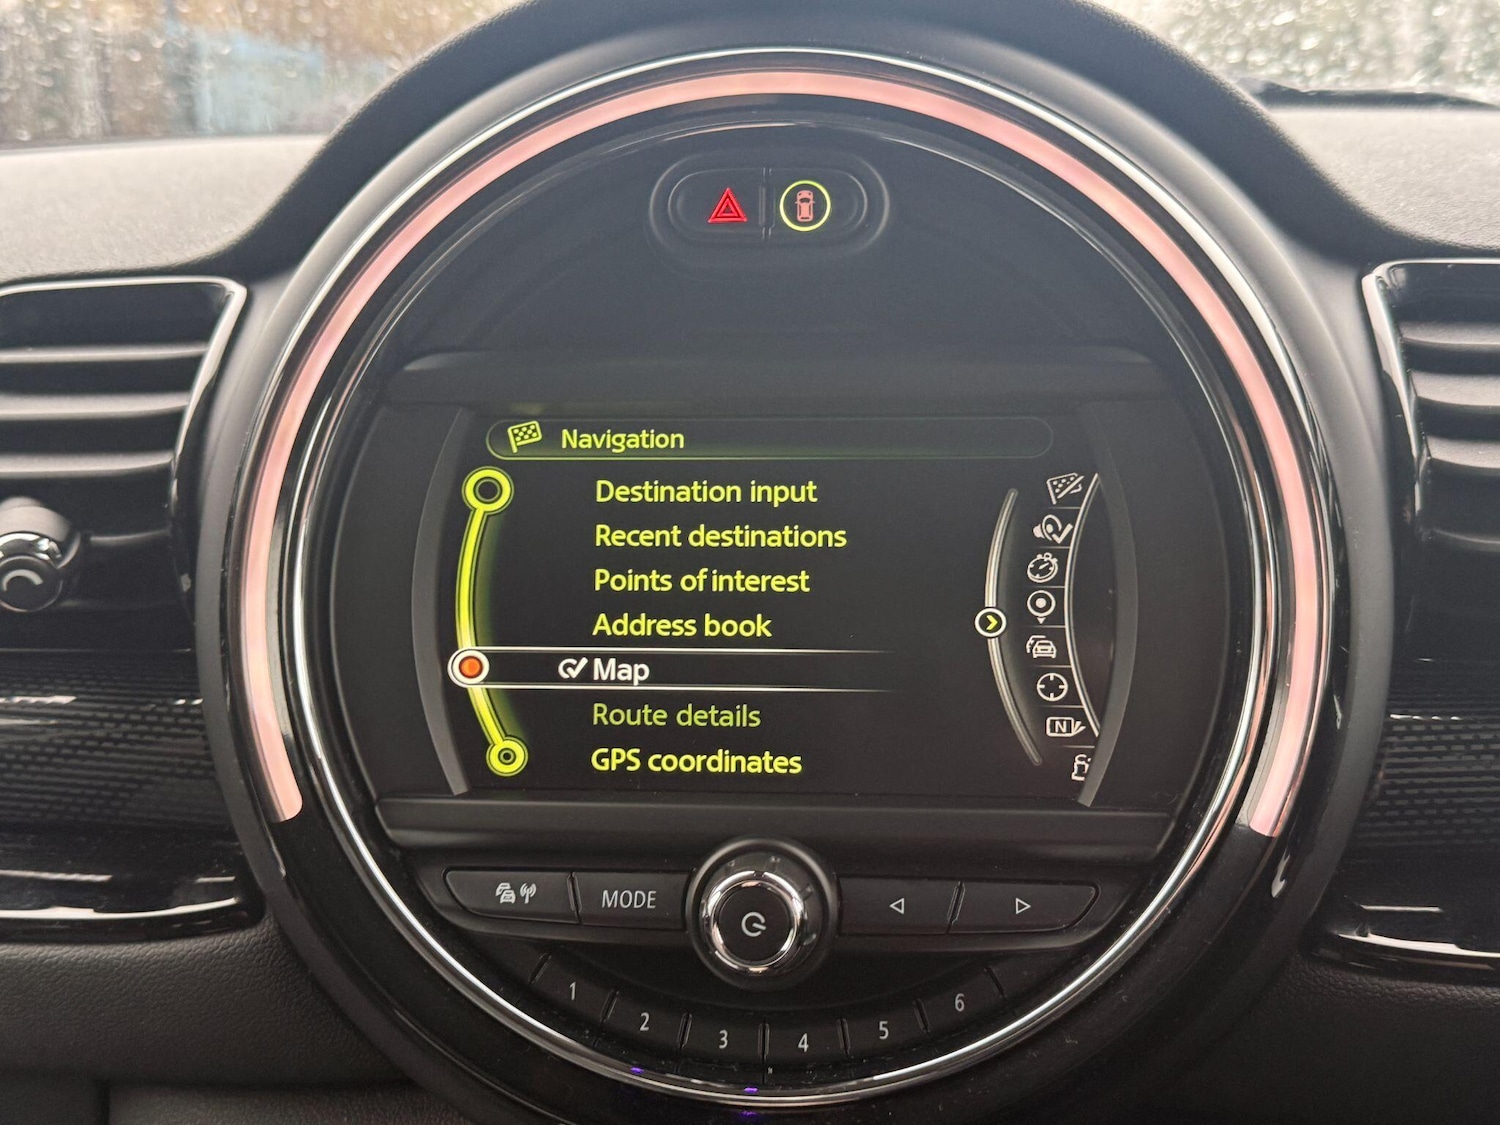 Navigation
Destination input
Recent destinations
Points of interest
Address book
Map
Route details
GPS coordinates
N
MODE
1 2 3 4 5 6